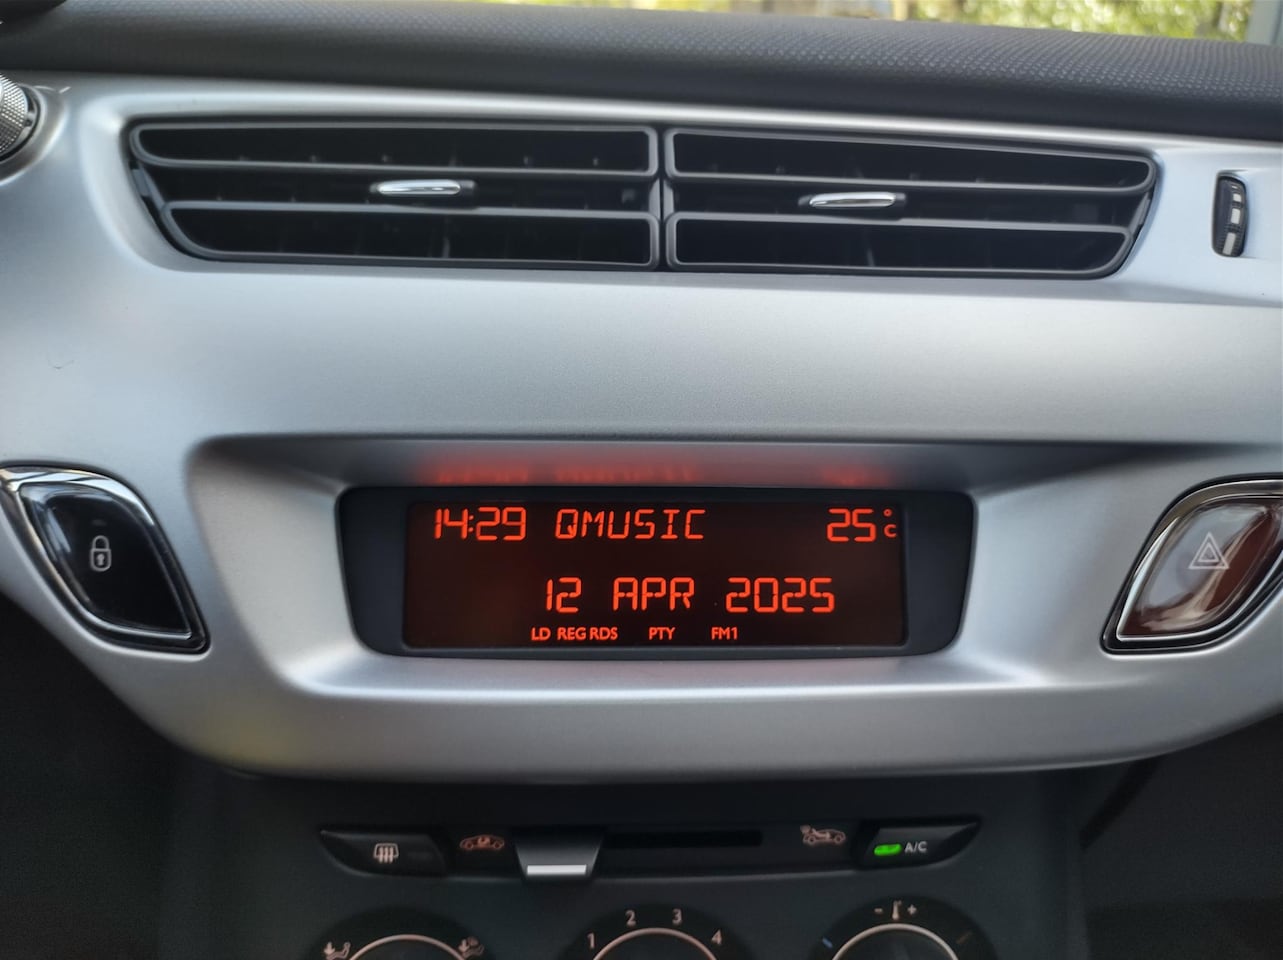 14:29 QMUSIC 25°C
12 APR 2025
LD REG RDS PTY FM1
A/C
- +
1 2 3 4